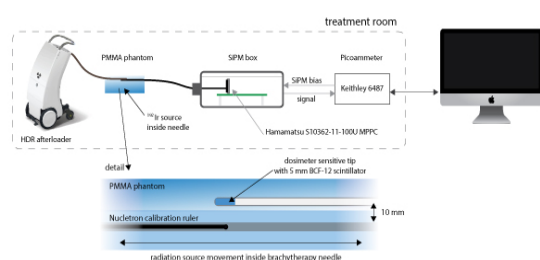 treatment room
PMMA phantom
SiPM box
Picoammeter
SiPM bias
signal
Keithley 6487
¹⁹²Ir source
inside needle
Hamamatsu S10362-11-100U MPPC
HDR afterloader
detail
dosimeter sensitive tip
with 5 mm BCF-12 scintillator
PMMA phantom
10 mm
Nucletron calibration ruler
radiation source movement inside brachytherapy needle